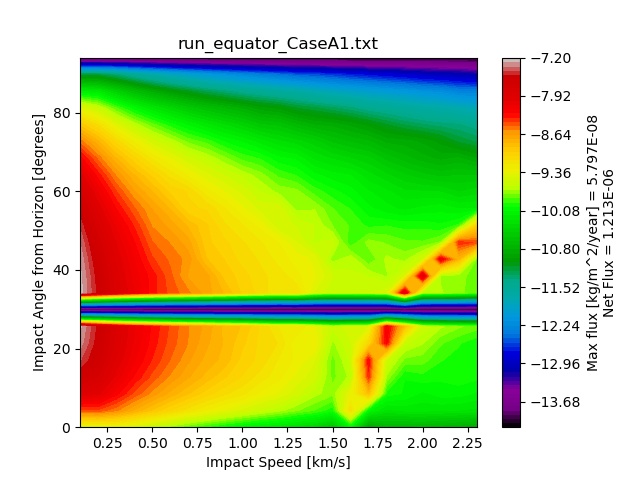 run_equator_CaseA1.txt
Impact Angle from Horizon [degrees]
80
60
40
20
0
0.25 0.50 0.75 1.00 1.25 1.50 1.75 2.00 2.25
Impact Speed [km/s]
−7.20
−7.92
−8.64
−9.36
−10.08
−10.80
−11.52
−12.24
−12.96
−13.68
Max flux [kg/m^2/year] = 5.797E-08
Net Flux = 1.213E-06